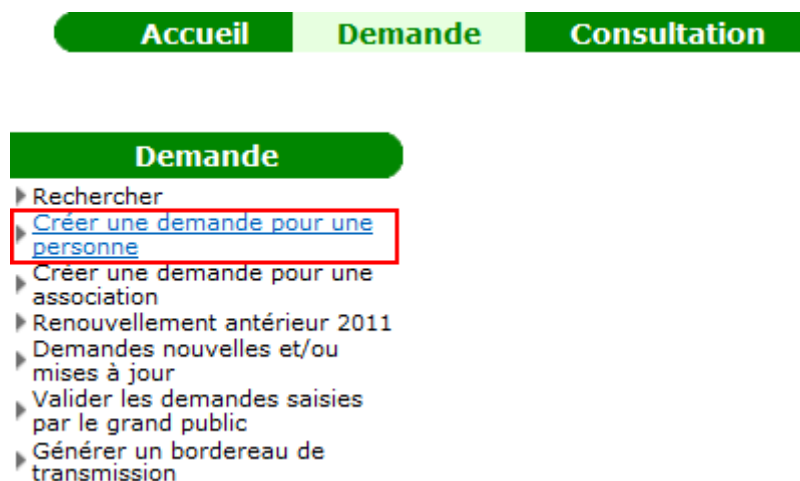 Accueil Demande Consultation
Demande
Rechercher
Créer une demande pour une
personne
Créer une demande pour une
association
Renouvellement antérieur 2011
Demandes nouvelles et/ou
mises à jour
Valider les demandes saisies
par le grand public
Générer un bordereau de
transmission